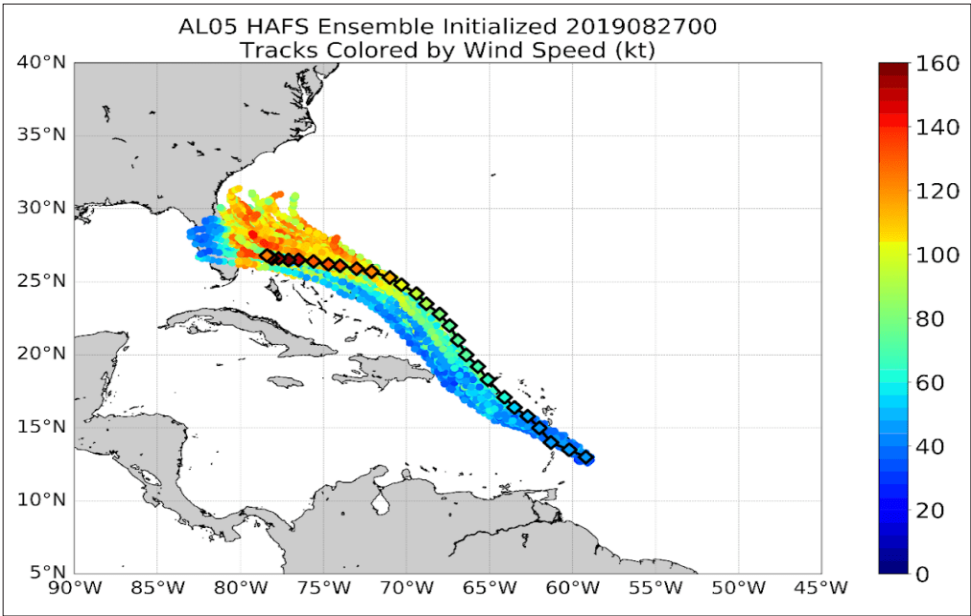 AL05 HAFS Ensemble Initialized 2019082700
Tracks Colored by Wind Speed (kt)
40°N
35°N
30°N
25°N
20°N
15°N
10°N
5°N
90°W 85°W 80°W 75°W 70°W 65°W 60°W 55°W 50°W 45°W
160
140
120
100
80
60
40
20
0